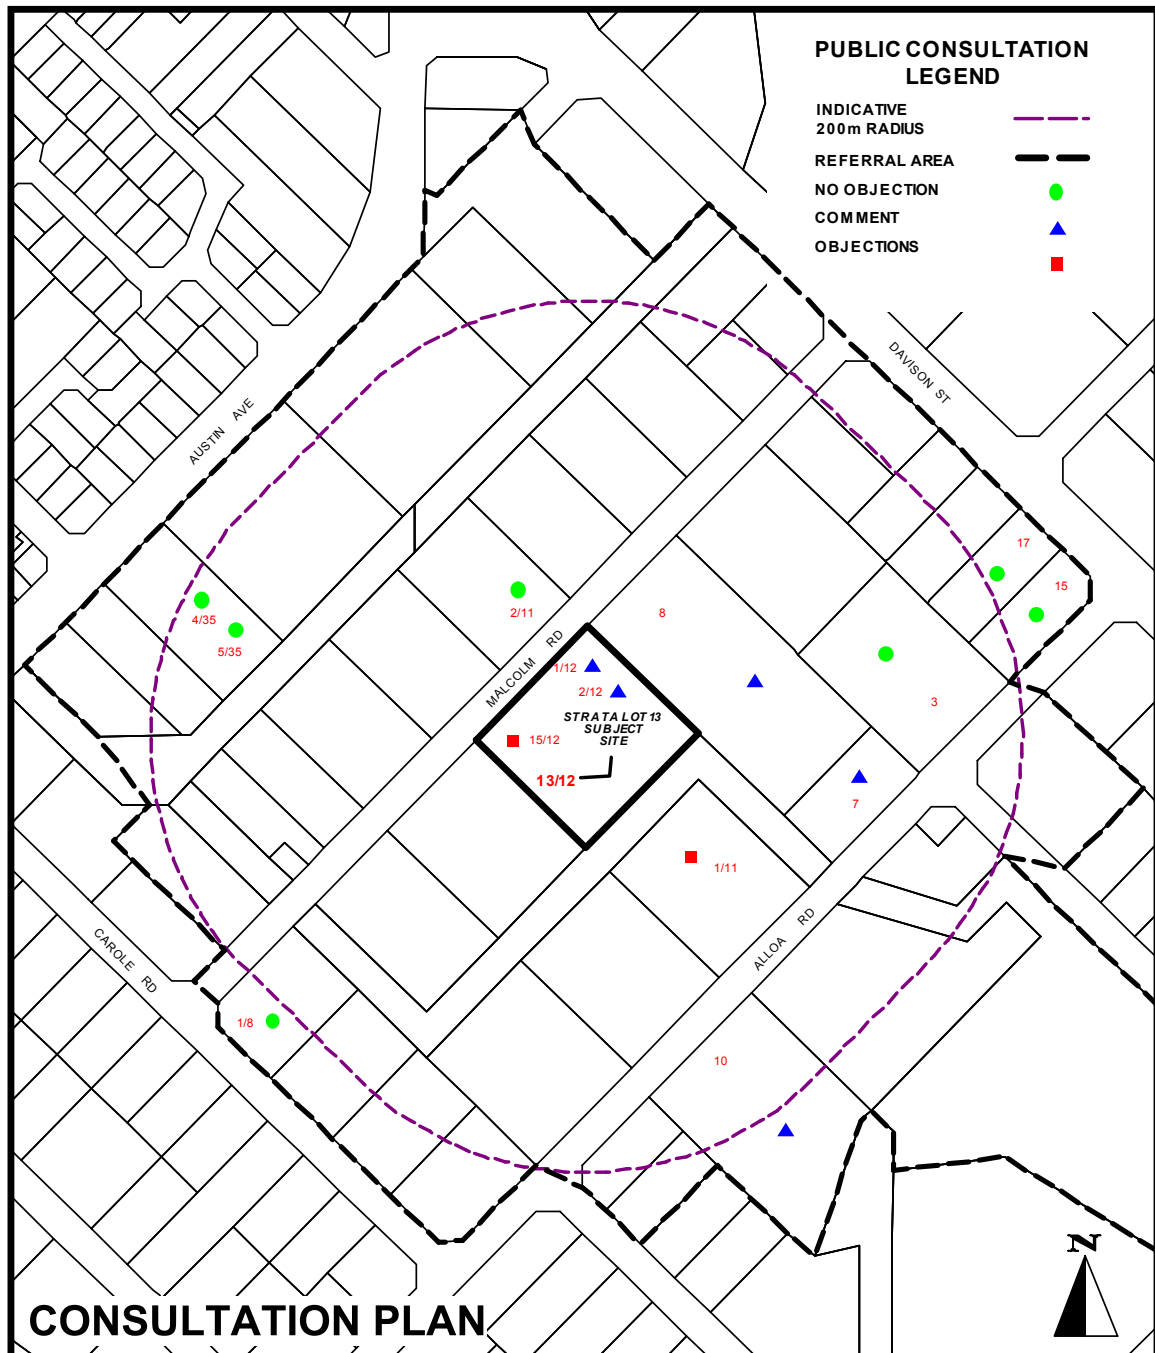 PUBLIC CONSULTATION
LEGEND
INDICATIVE
200m RADIUS
REFERRAL AREA
NO OBJECTION
COMMENT
OBJECTIONS
DAVISON ST
AUSTIN AVE
17
15
4/35
5/35
2/11
8
MALCOLM RD
1/12
2/12
3
STRATA LOT 13
SUBJECT
SITE
15/12
13/12
7
1/11
ALLOA RD
CAROLE RD
1/8
10
N
CONSULTATION PLAN